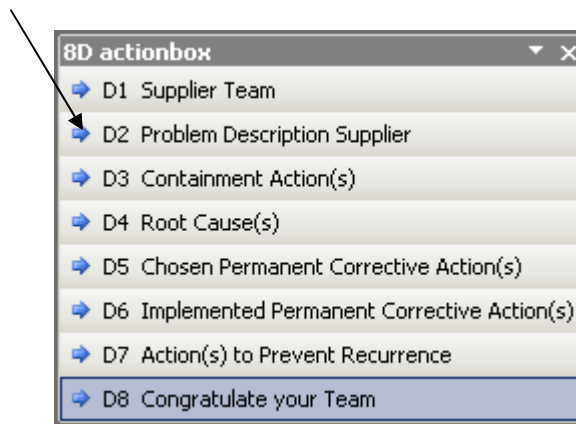 8D actionbox
D1 Supplier Team
D2 Problem Description Supplier
D3 Containment Action(s)
D4 Root Cause(s)
D5 Chosen Permanent Corrective Action(s)
D6 Implemented Permanent Corrective Action(s)
D7 Action(s) to Prevent Recurrence
D8 Congratulate your Team